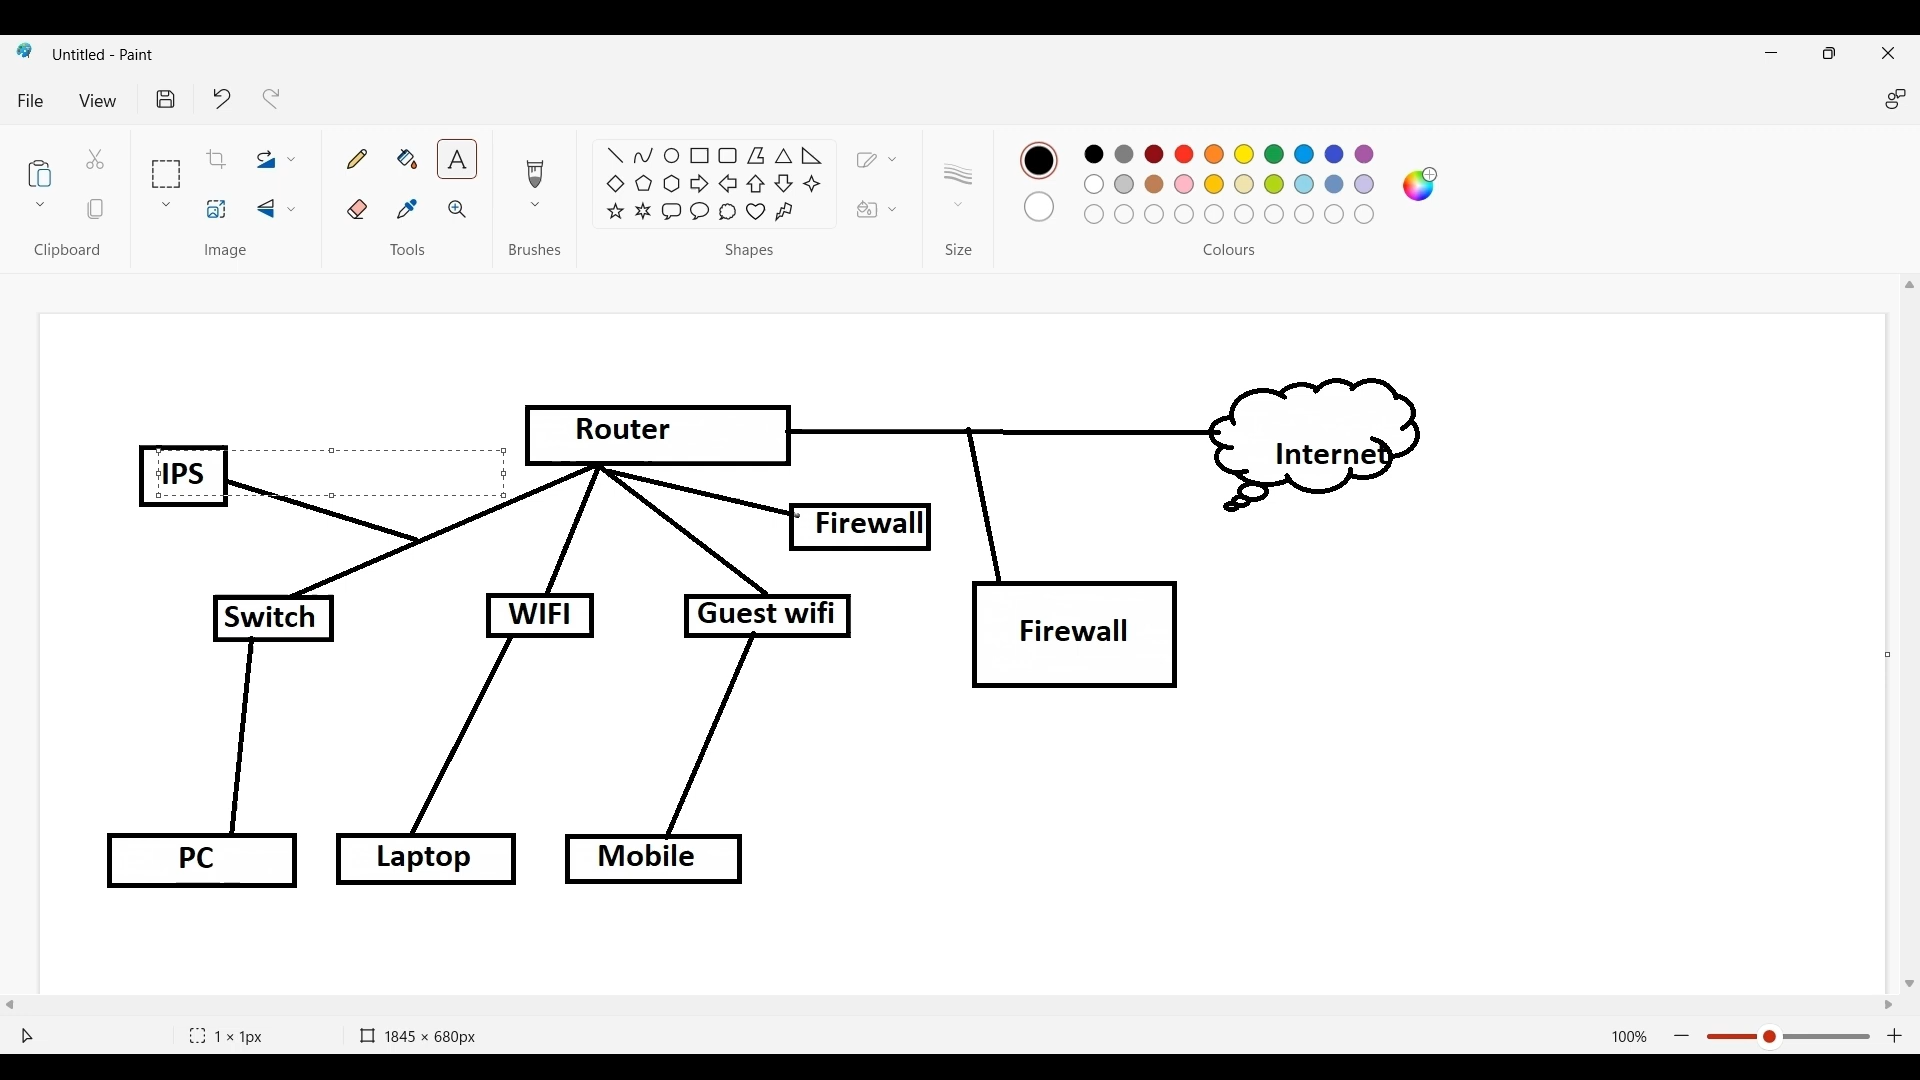 Untitled - Paint
File View
Clipboard Image Tools Brushes Shapes Size Colours
Router
Internet
IPS
Firewall
Switch WIFI Guest wifi
Firewall
PC Laptop Mobile
1 × 1px 1845 × 680px 100%